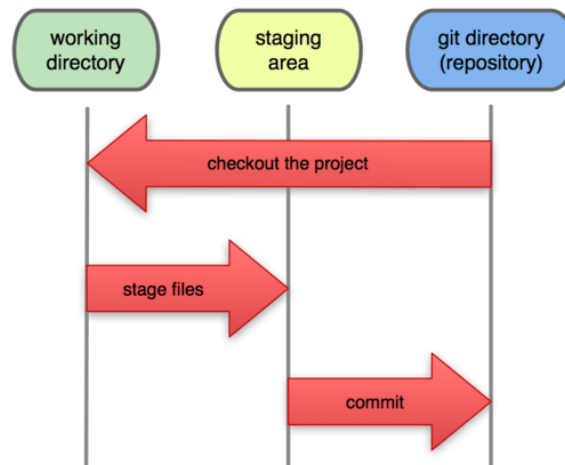 working
directory
staging
area
git directory
(repository)
checkout the project
stage files
commit